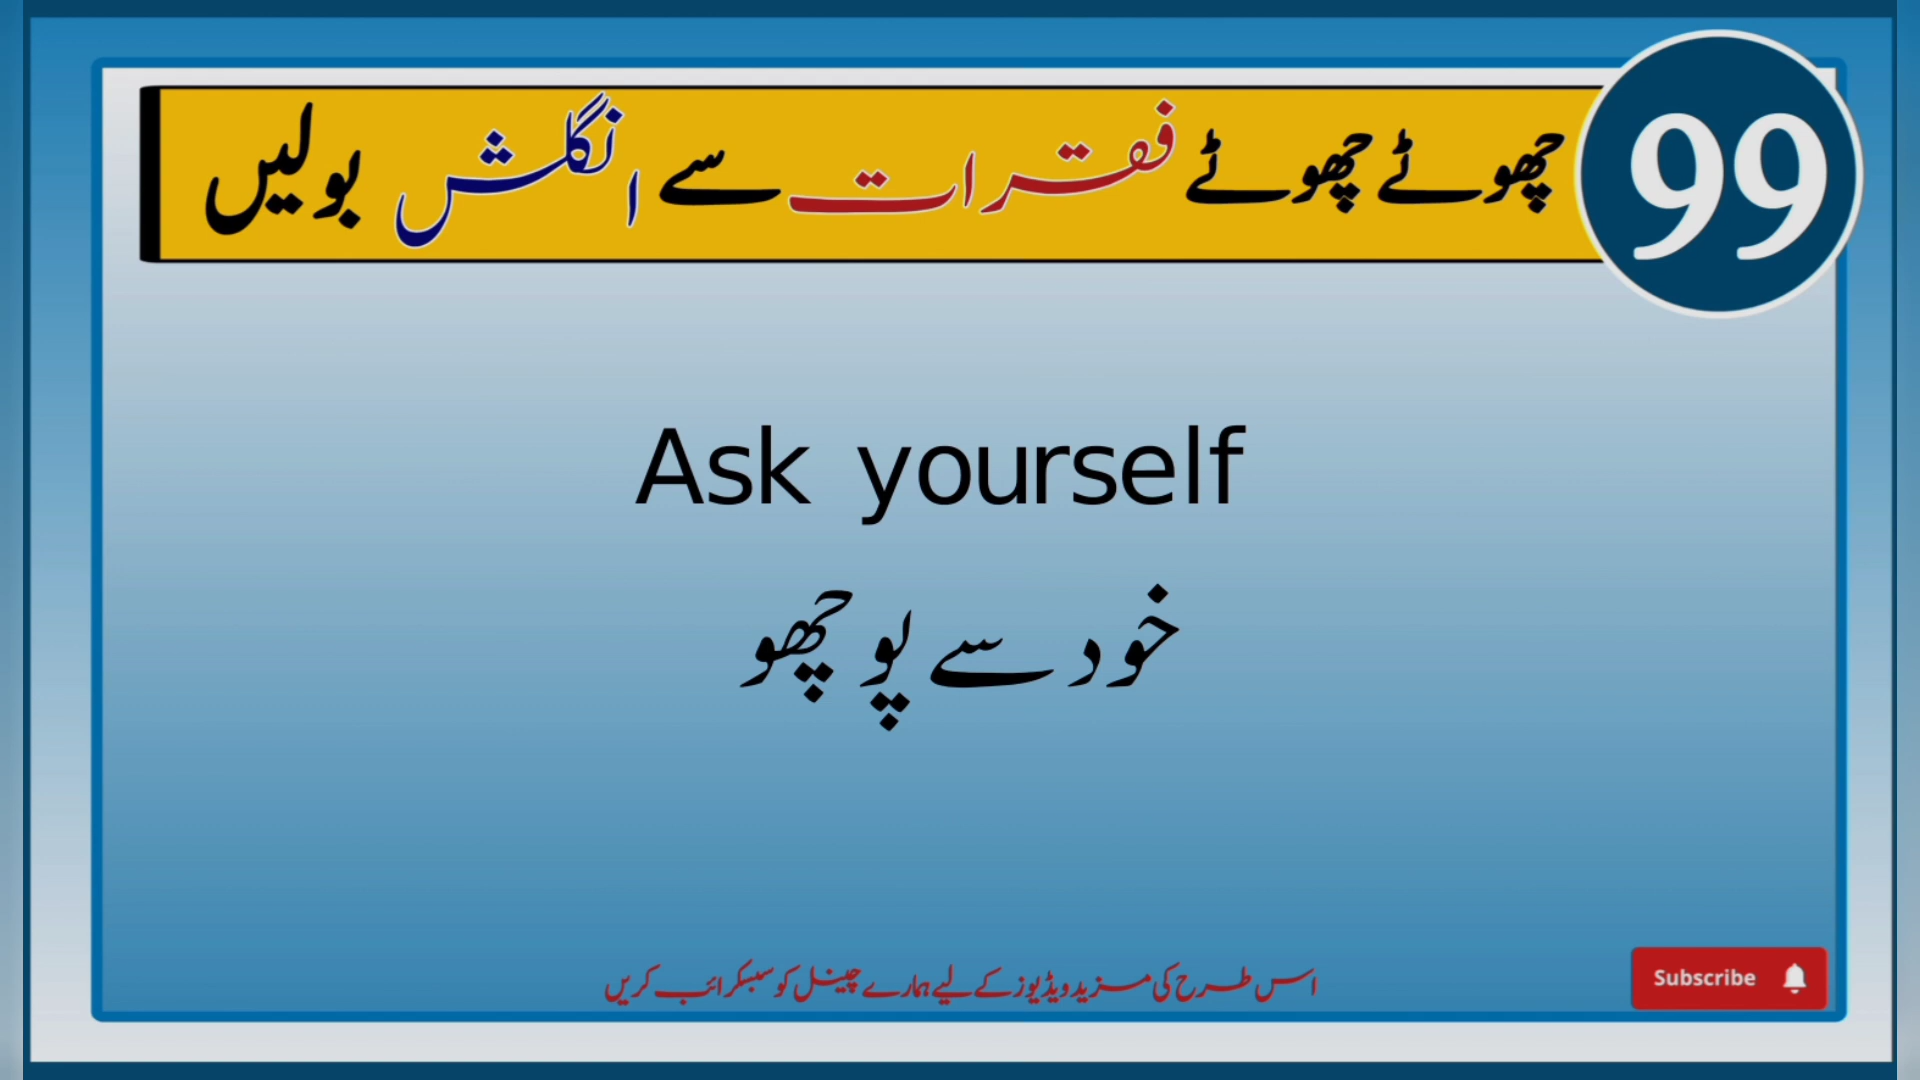 99 چھوٹے چھوٹے فقرات سے انگلش بولیں
Ask yourself
خود سے پوچھو
اس طرح کی مزید ویڈیوز کے لیے ہمارے چینل کو سبسکرائب کریں
Subscribe